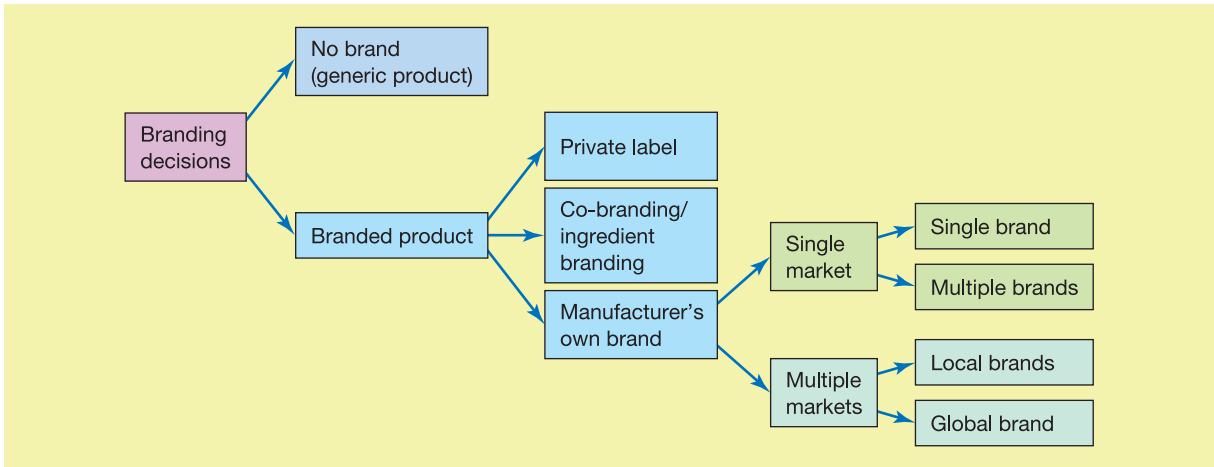 No brand
(generic product)
Branding
decisions
Private label
Co-branding/
ingredient
branding
Branded product
Single brand
Single
market
Multiple brands
Manufacturer’s
own brand
Local brands
Multiple
markets
Global brand